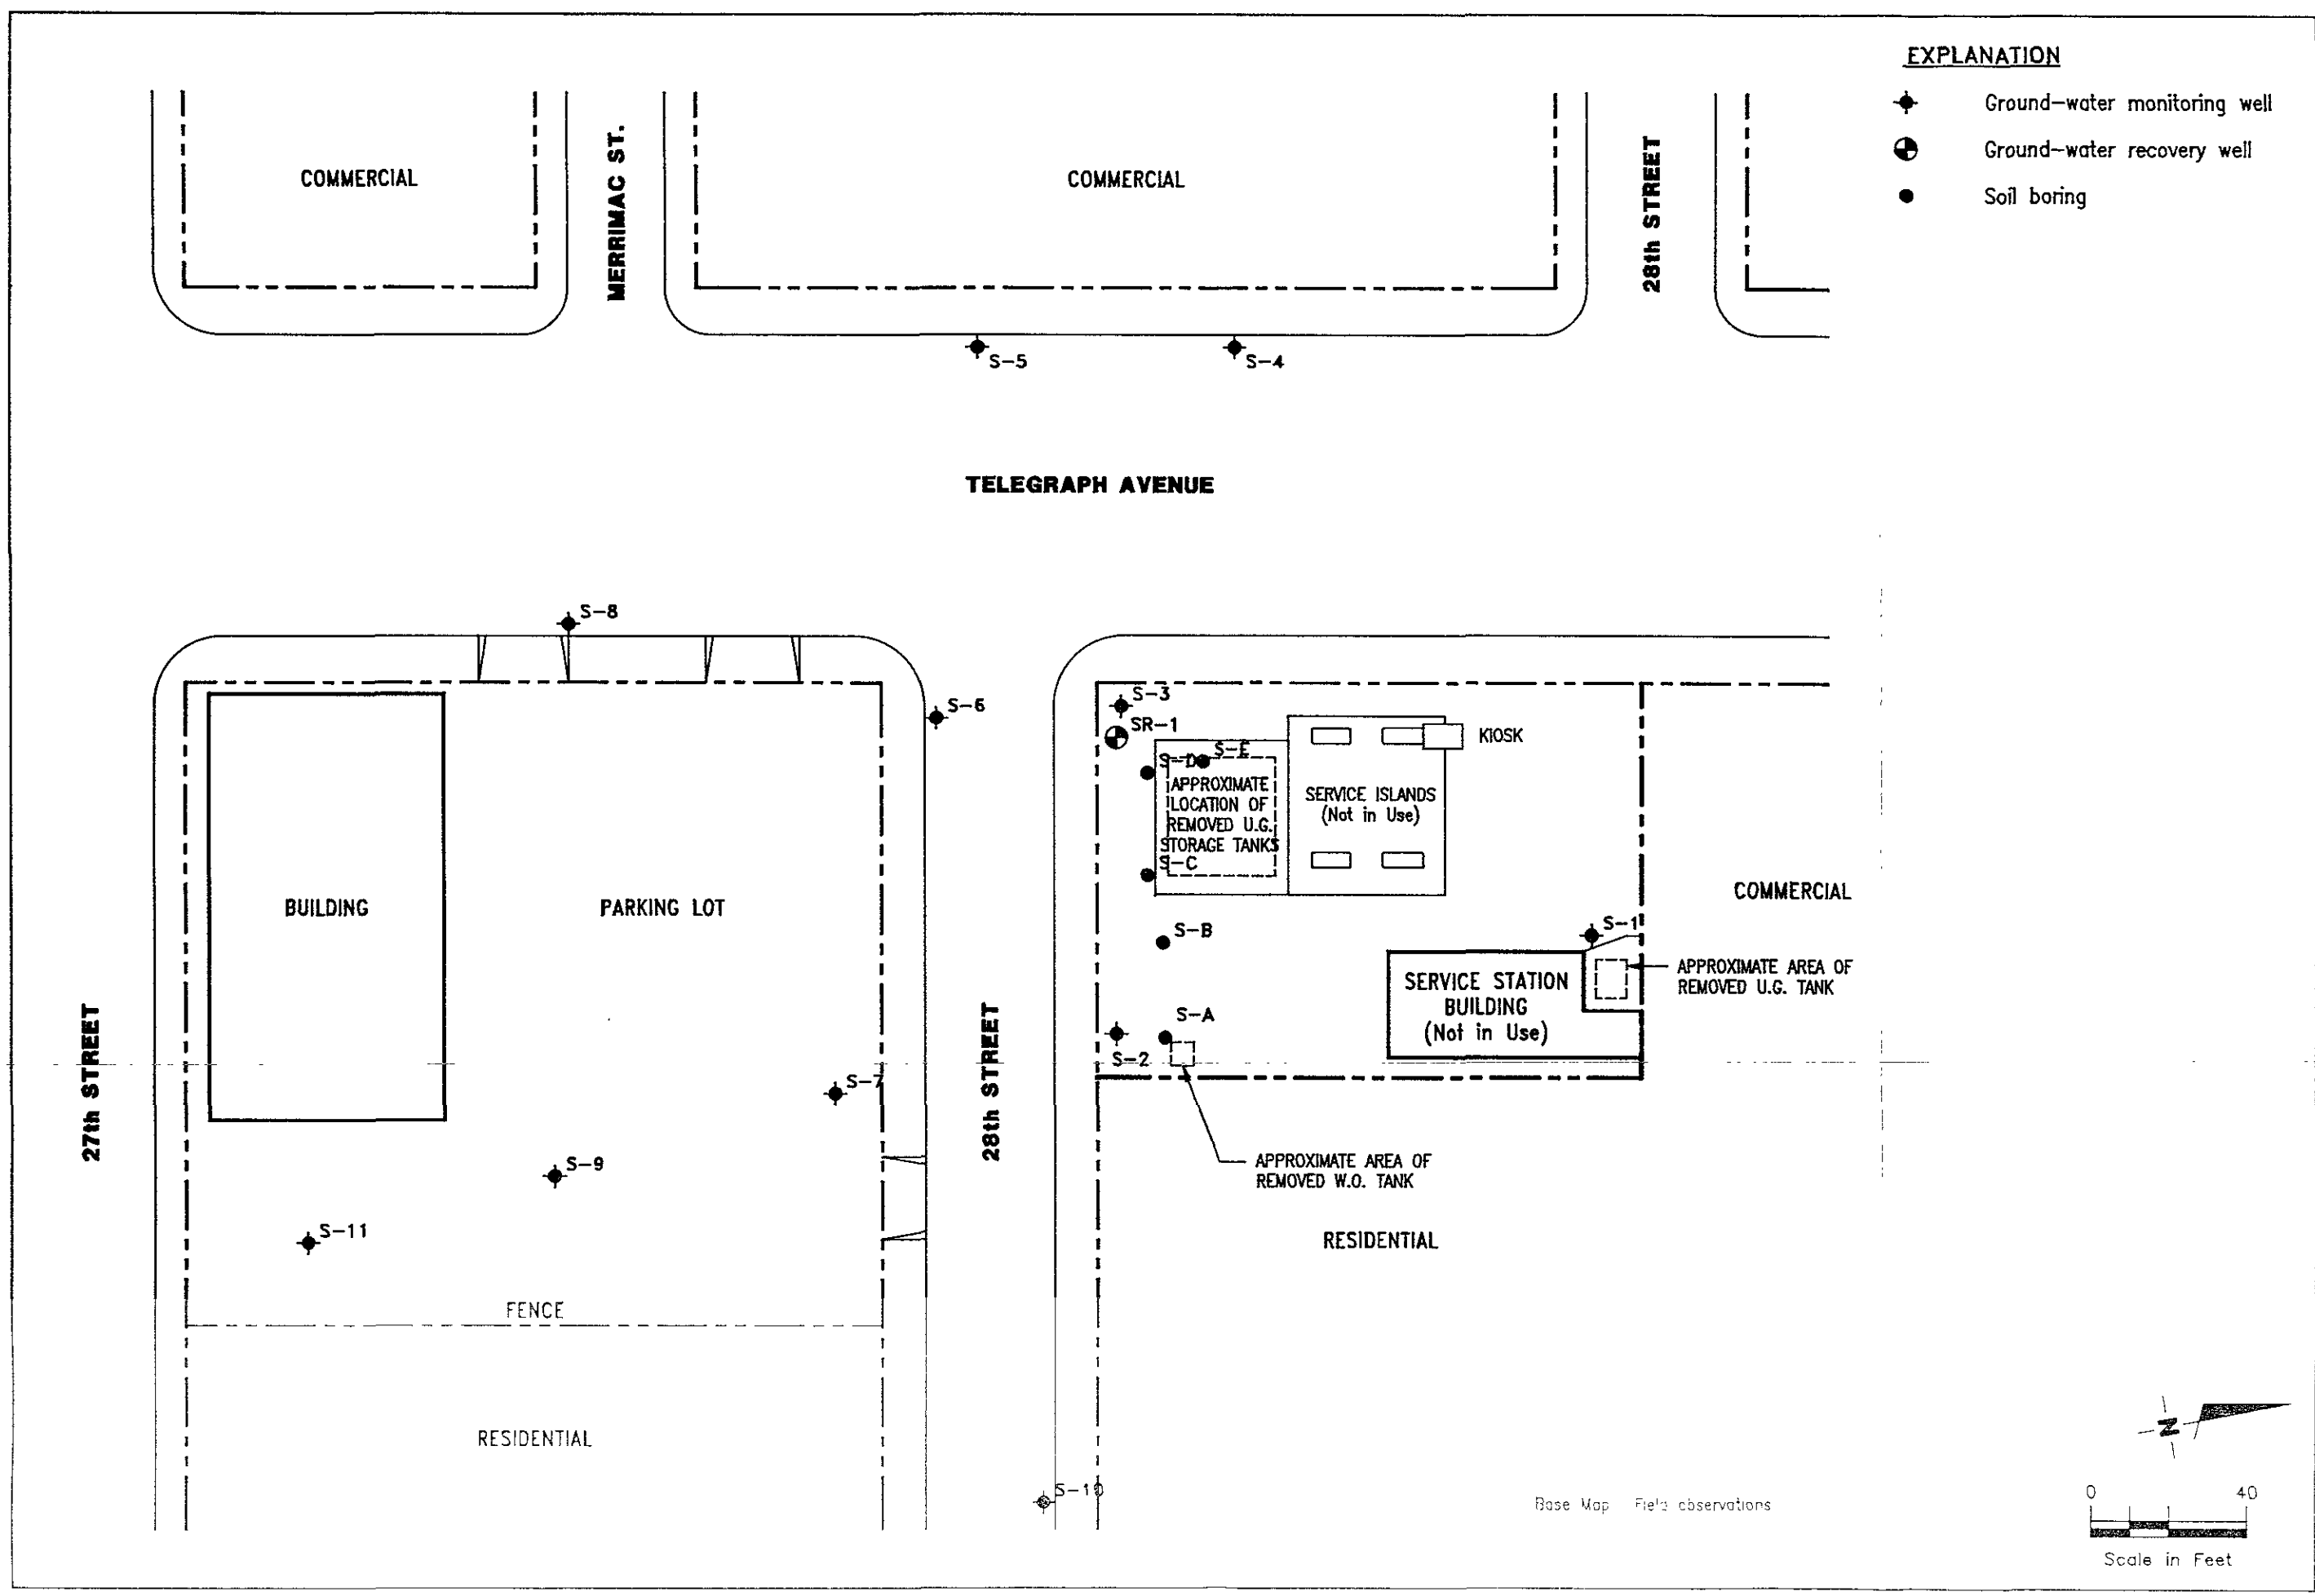 EXPLANATION
Ground-water monitoring well
Ground-water recovery well
Soil boring
COMMERCIAL
MERRIMAC ST.
COMMERCIAL
28th STREET
S-5
S-4
TELEGRAPH AVENUE
S-8
S-6
S-3
SR-1
KIOSK
S-E
S-D
APPROXIMATE
LOCATION OF
REMOVED U.G.
STORAGE TANKS
SERVICE ISLANDS
(Not in Use)
S-C
BUILDING
PARKING LOT
COMMERCIAL
S-B
S-1
SERVICE STATION
BUILDING
(Not in Use)
APPROXIMATE AREA OF
REMOVED U.G. TANK
S-A
S-2
27th STREET
28th STREET
S-7
S-9
APPROXIMATE AREA OF
REMOVED W.O. TANK
S-11
RESIDENTIAL
FENCE
RESIDENTIAL
N
S-10
Base Map Field observations
0 40
Scale in Feet